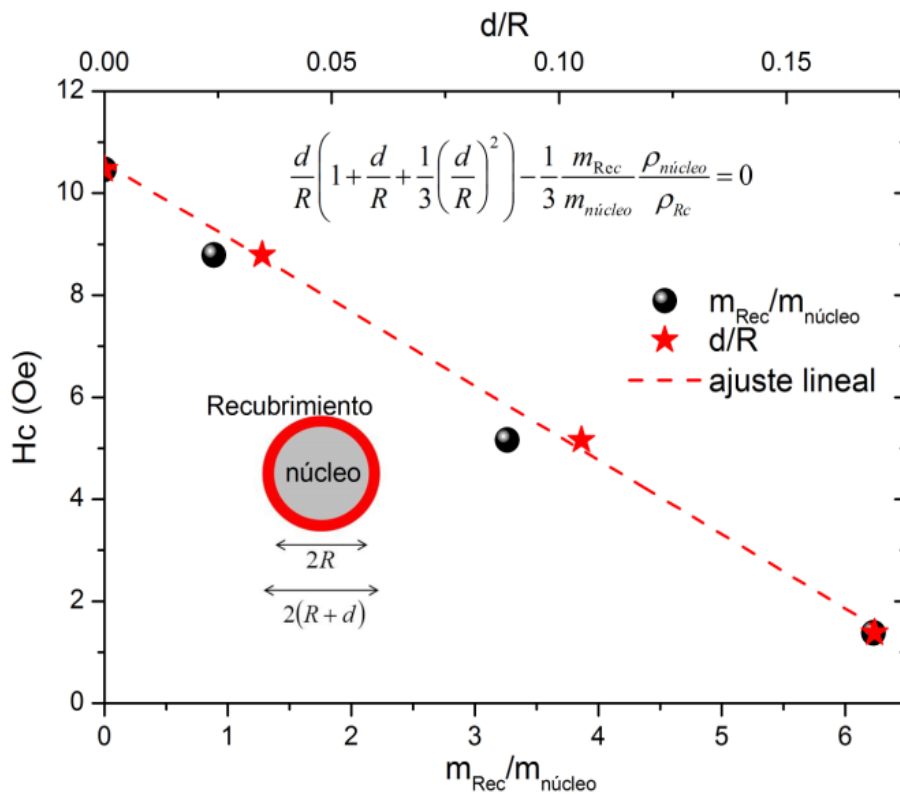 d/R
0.00 0.05 0.10 0.15
12
10
8
6
4
2
0
Hc (Oe)
d/R(1+d/R+1/3(d/R)²)-1/3 m_Rec/m_núcleo ρ_núcleo/ρ_Rc=0
m_Rec/m_núcleo
d/R
ajuste lineal
Recubrimiento
núcleo
2R
2(R+d)
0 1 2 3 4 5 6
m_Rec/m_núcleo